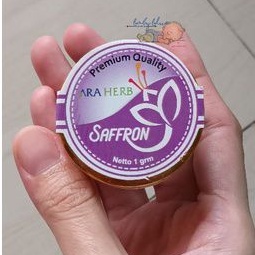 Premium Quality
ARA HERB
SAFFRON
Netto 1 grm